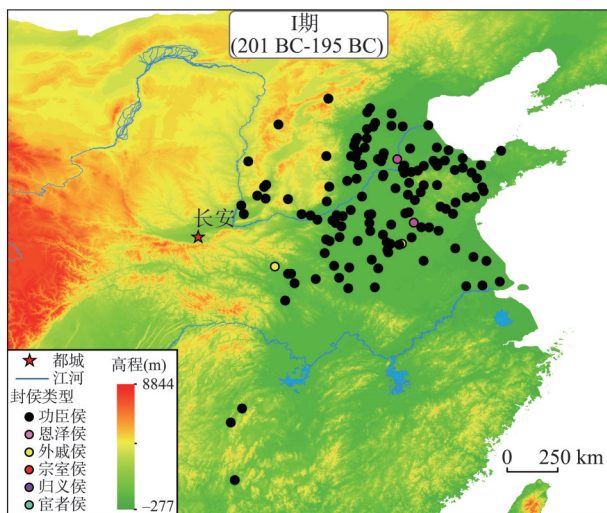 I期
(201 BC-195 BC)
长安
都城
江河
封侯类型
功臣侯
恩泽侯
外戚侯
宗室侯
归义侯
宦者侯
高程(m)
8844
−277
0 250 km